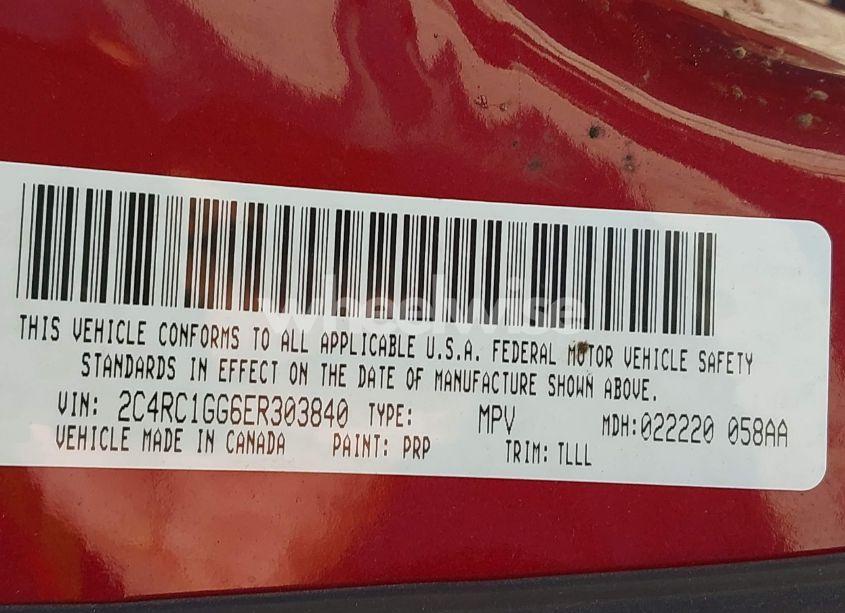 THIS VEHICLE CONFORMS TO ALL APPLICABLE U.S.A. FEDERAL MOTOR VEHICLE SAFETY
STANDARDS IN EFFECT ON THE DATE OF MANUFACTURE SHOWN ABOVE.
VIN: 2C4RC1GG6ER303840 TYPE: MPV MDH:022220 058AA
VEHICLE MADE IN CANADA PAINT: PRP TRIM: TLLL
wheelwise